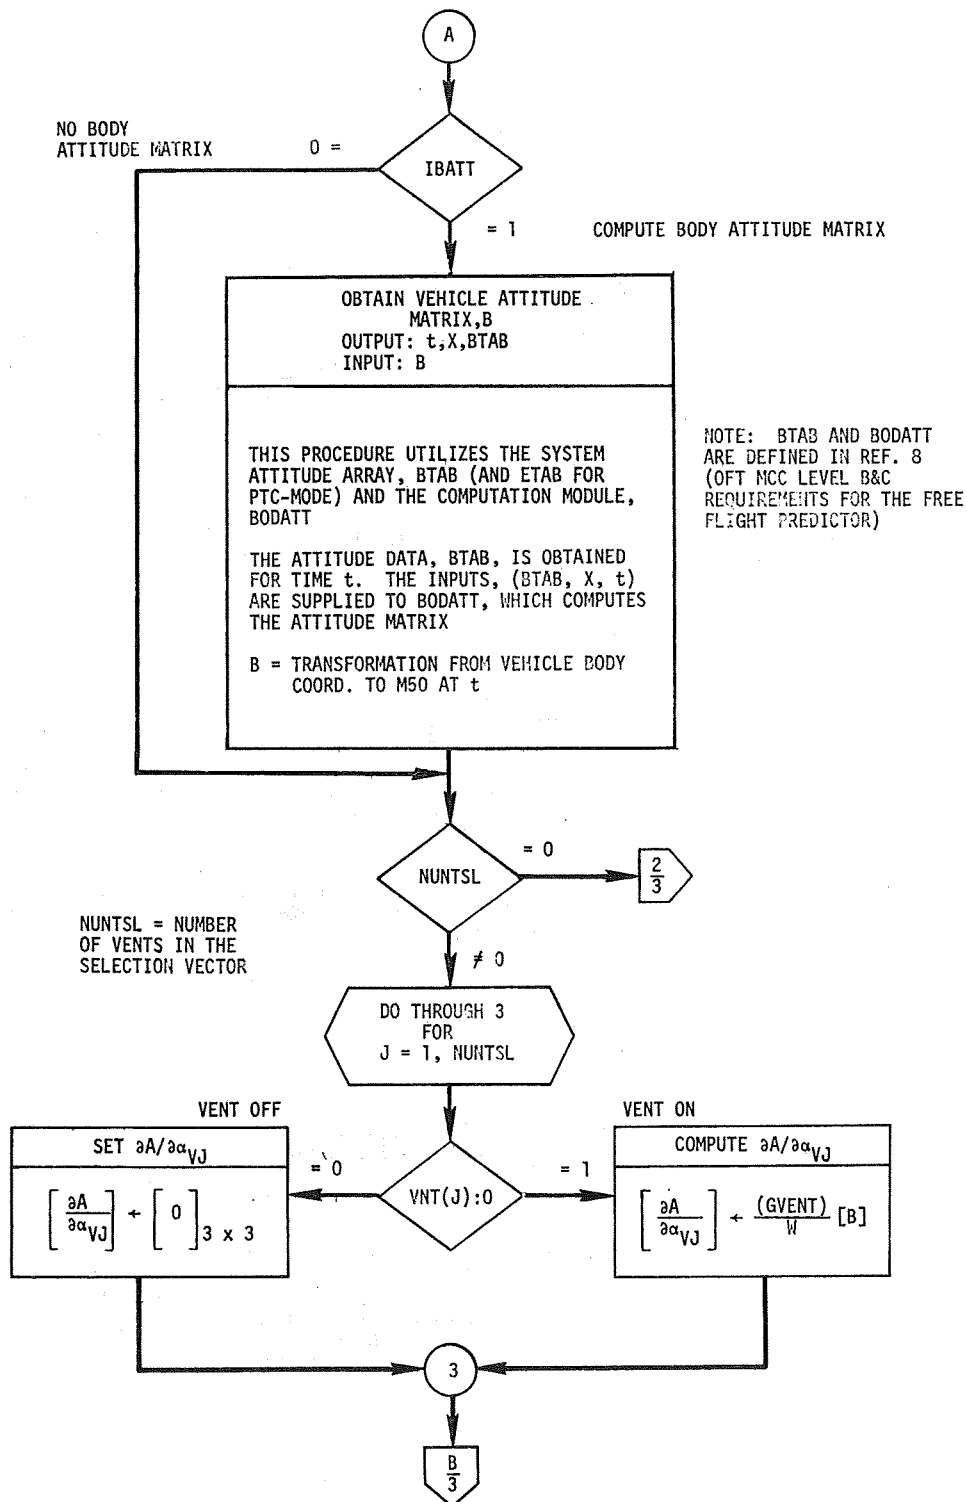 A
NO BODY
ATTITUDE MATRIX
0 =
IBATT
= 1
COMPUTE BODY ATTITUDE MATRIX
OBTAIN VEHICLE ATTITUDE
MATRIX,B
OUTPUT: t,X,BTAB
INPUT: B
THIS PROCEDURE UTILIZES THE SYSTEM
ATTITUDE ARRAY, BTAB (AND ETAB FOR
PTC-MODE) AND THE COMPUTATION MODULE,
BODATT
THE ATTITUDE DATA, BTAB, IS OBTAINED
FOR TIME t. THE INPUTS, (BTAB, X, t)
ARE SUPPLIED TO BODATT, WHICH COMPUTES
THE ATTITUDE MATRIX
B = TRANSFORMATION FROM VEHICLE BODY
COORD. TO M50 AT t
NOTE: BTAB AND BODATT
ARE DEFINED IN REF. 8
(OFT MCC LEVEL B&C
REQUIREMENTS FOR THE FREE
FLIGHT PREDICTOR)
NUNTSL
= 0
2/3
NUNTSL = NUMBER
OF VENTS IN THE
SELECTION VECTOR
≠ 0
DO THROUGH 3
FOR
J = 1, NUNTSL
VENT OFF
SET ∂A/∂α_VJ
[∂A/∂α_VJ] ← [0] 3 x 3
= 0
VNT(J):0
= 1
VENT ON
COMPUTE ∂A/∂α_VJ
[∂A/∂α_VJ] ← (GVENT)/W [B]
3
B/3